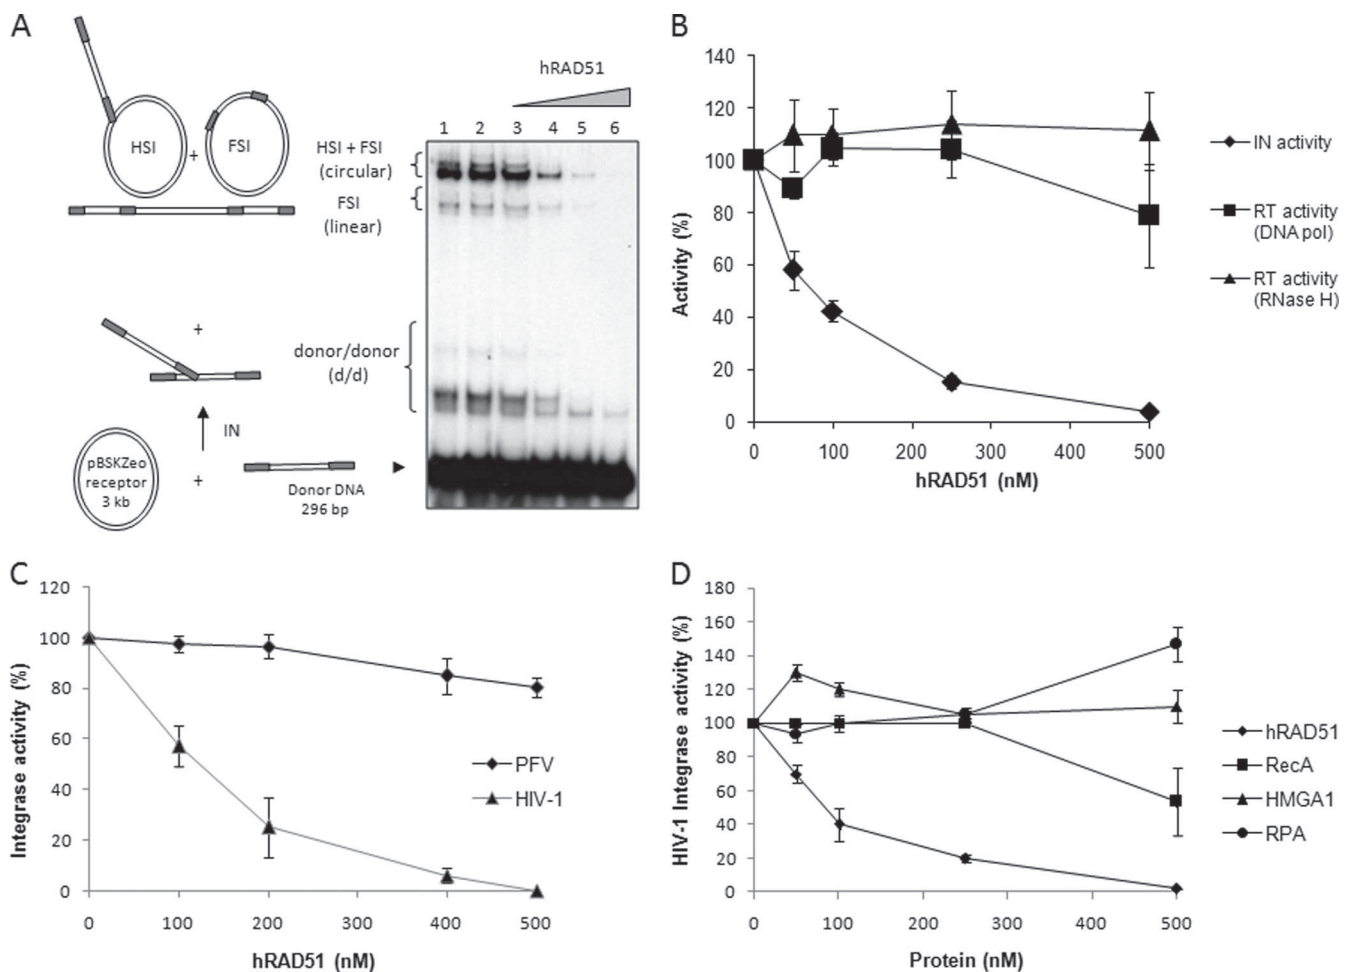 A
hRAD51
1 2 3 4 5 6
HSI
+
FSI
HSI + FSI
(circular)
FSI
(linear)
+
donor/donor
(d/d)
IN
pBSKZeo
receptor
3 kb
+
Donor DNA
296 bp
B
140
120
100
80
60
40
20
0
Activity (%)
0 100 200 300 400 500
hRAD51 (nM)
IN activity
RT activity
(DNA pol)
RT activity
(RNase H)
C
120
100
80
60
40
20
0
Integrase activity (%)
0 100 200 300 400 500
hRAD51 (nM)
PFV
HIV-1
D
180
160
140
120
100
80
60
40
20
0
HIV-1 Integrase activity (%)
0 100 200 300 400 500
Protein (nM)
hRAD51
RecA
HMGA1
RPA